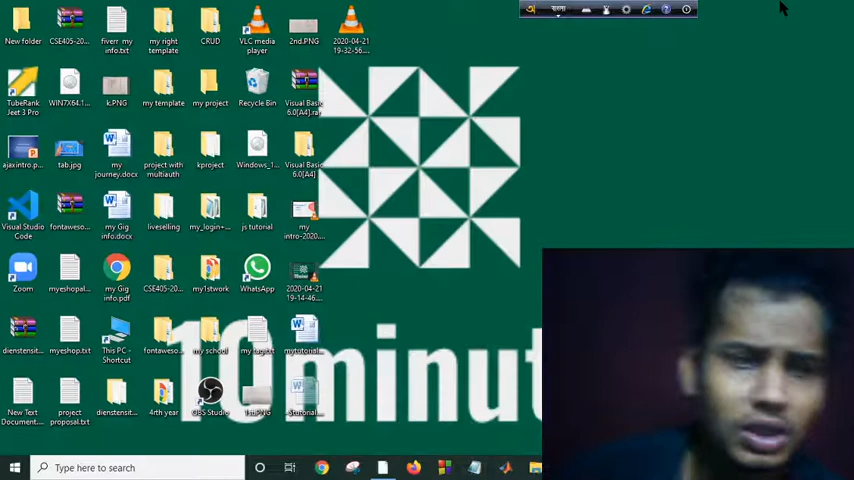 New folder
CSE405-20...
fiverr my
info.txt
my right
template
CRUD
VLC media
player
2nd.PNG
2020-04-21
19-32-56....
TubeRank
Jeet 3 Pro
WIN7X64.1...
k.PNG
my template
my project
Recycle Bin
Visual Basic
6.0[A4].rar
ajaxintro.p...
tab.jpg
my
journey.docx
project with
multiauth
kproject
Windows_1...
Visual Basic
6.0[A4]
Visual Studio
Code
fontaweso...
my Gig
info.docx
liveselling
my_login+...
js tutorial
my
intro-2020....
Zoom
myeshopal...
my Gig
info.pdf
CSE405-20...
my1stwork
WhatsApp
2020-04-21
19-14-46....
dienstensit...
myeshop.txt
This PC -
Shortcut
fontaweso...
my school
my tag.txt
mytutorial...
New Text
Document...
project
proposal.txt
dienstensit...
4rth year
OBS Studio
1st.PNG
10 minut
Type here to search